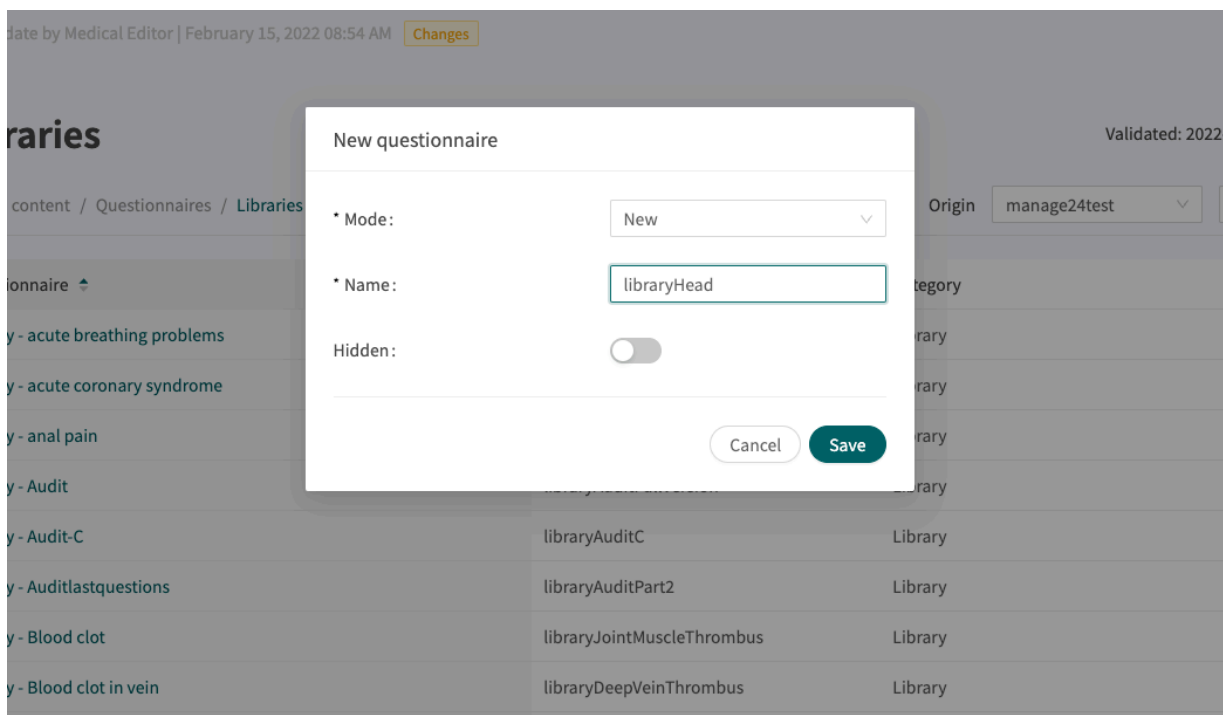 date by Medical Editor | February 15, 2022 08:54 AM Changes
raries
Validated: 2022
content / Questionnaires / Libraries
Origin manage24test
New questionnaire
* Mode: New
* Name: libraryHead
Hidden:
Cancel Save
ionnaire tegory
y - acute breathing problems rary
y - acute coronary syndrome rary
y - anal pain rary
y - Audit Library
y - Audit-C libraryAuditC Library
y - Auditlastquestions libraryAuditPart2 Library
y - Blood clot libraryJointMuscleThrombus Library
y - Blood clot in vein libraryDeepVeinThrombus Library